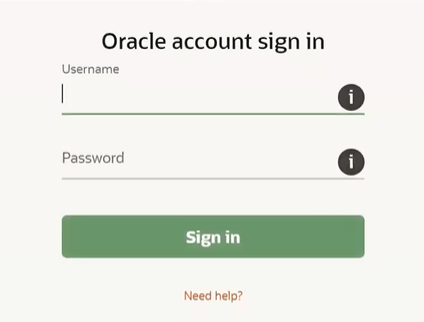 Oracle account sign in
Username
i
Password
i
Sign in
Need help?